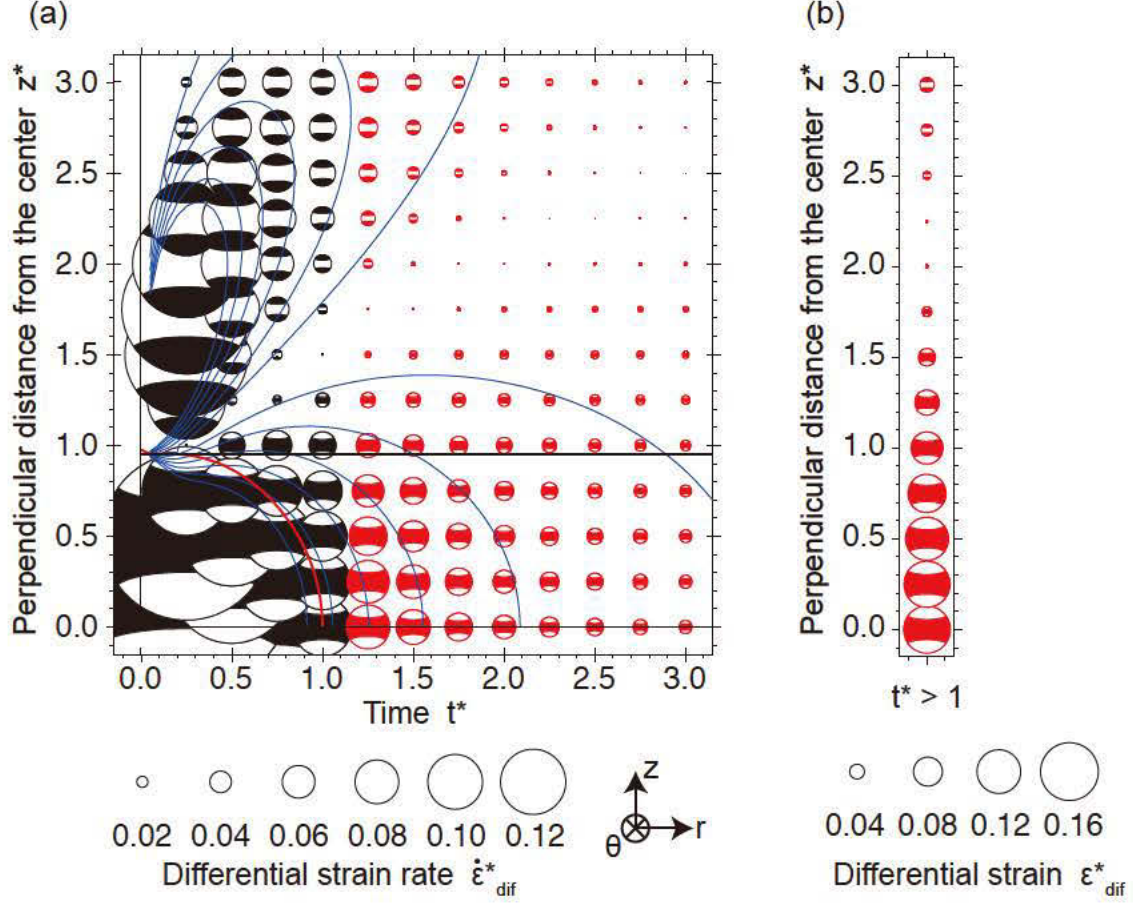 (a)
(b)
Perpendicular distance from the center z*
3.0
2.5
2.0
1.5
1.0
0.5
0.0
0.0 0.5 1.0 1.5 2.0 2.5 3.0
Time t*
0.02 0.04 0.06 0.08 0.10 0.12
Differential strain rate ε̇*dif
z
r
θ
Perpendicular distance from the center z*
3.0
2.5
2.0
1.5
1.0
0.5
0.0
t* > 1
0.04 0.08 0.12 0.16
Differential strain ε*dif